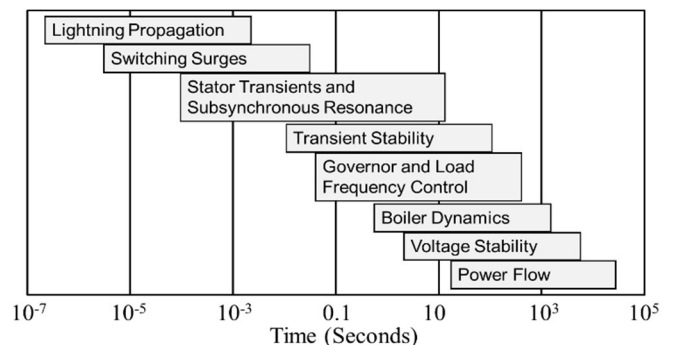 Lightning Propagation
Switching Surges
Stator Transients and
Subsynchronous Resonance
Transient Stability
Governor and Load
Frequency Control
Boiler Dynamics
Voltage Stability
Power Flow
10⁻⁷ 10⁻⁵ 10⁻³ 0.1 10 10³ 10⁵
Time (Seconds)